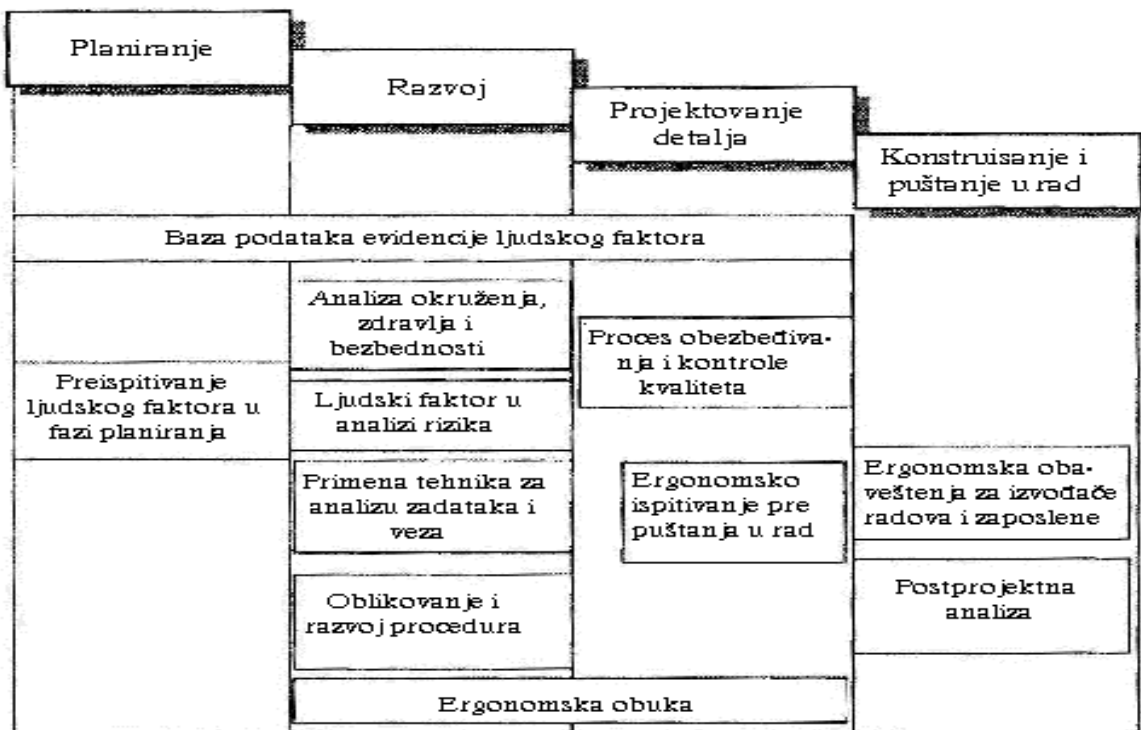 Planiranje
Razvoj
Projektovanje
detalja
Konstruisanje i
puštanje u rad
Baza podataka evidencije ljudskog faktora
Analiza okruženja,
zdravlja i
bezbednosti
Proces obezbeđiva-
nja i kontrole
kvaliteta
Preispitivanje
ljudskog faktora u
fazi planiranja
Ljudski faktor u
analizi rizika
Primena tehnika za
analizu zadataka i
veza
Ergonomsko
ispitivanje pre
puštanja u rad
Ergonomska oba-
veštenja za izvođače
radova i zaposlene
Oblikovanje i
razvoj procedura
Postprojektna
analiza
Ergonomska obuka